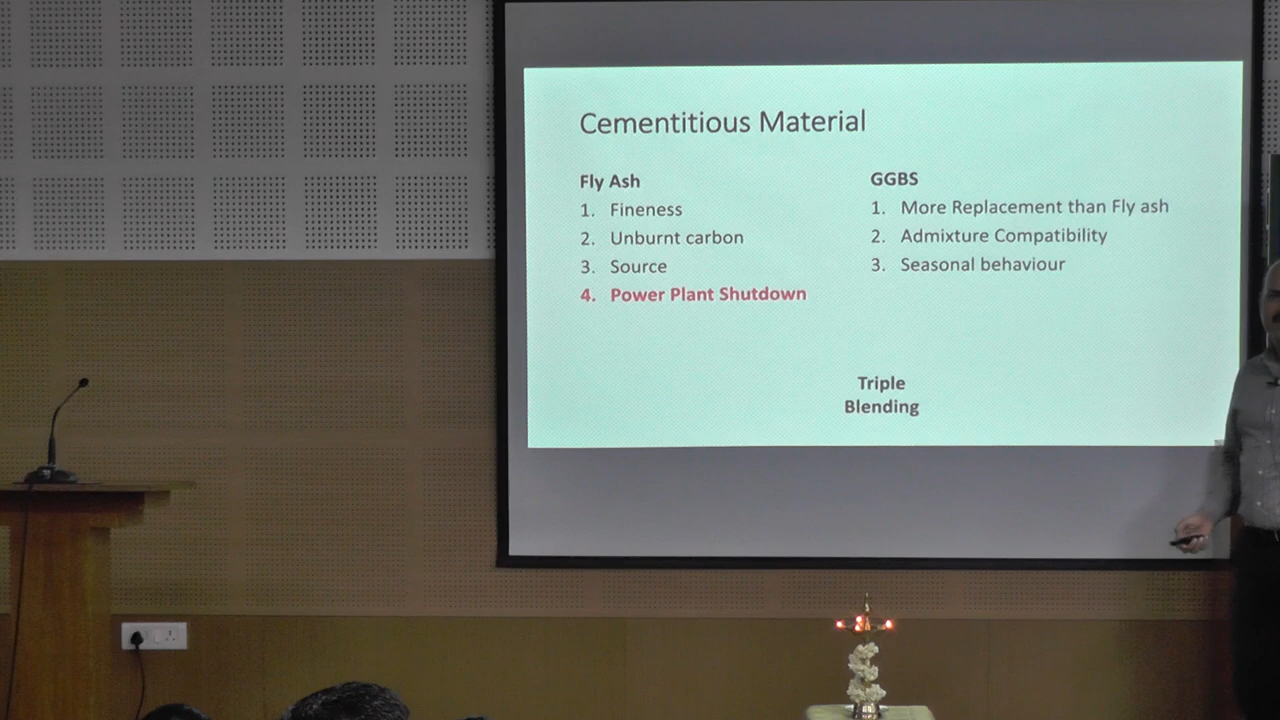 Cementitious Material
Fly Ash
1. Fineness
2. Unburnt carbon
3. Source
4. Power Plant Shutdown
GGBS
1. More Replacement than Fly ash
2. Admixture Compatibility
3. Seasonal behaviour
Triple
Blending